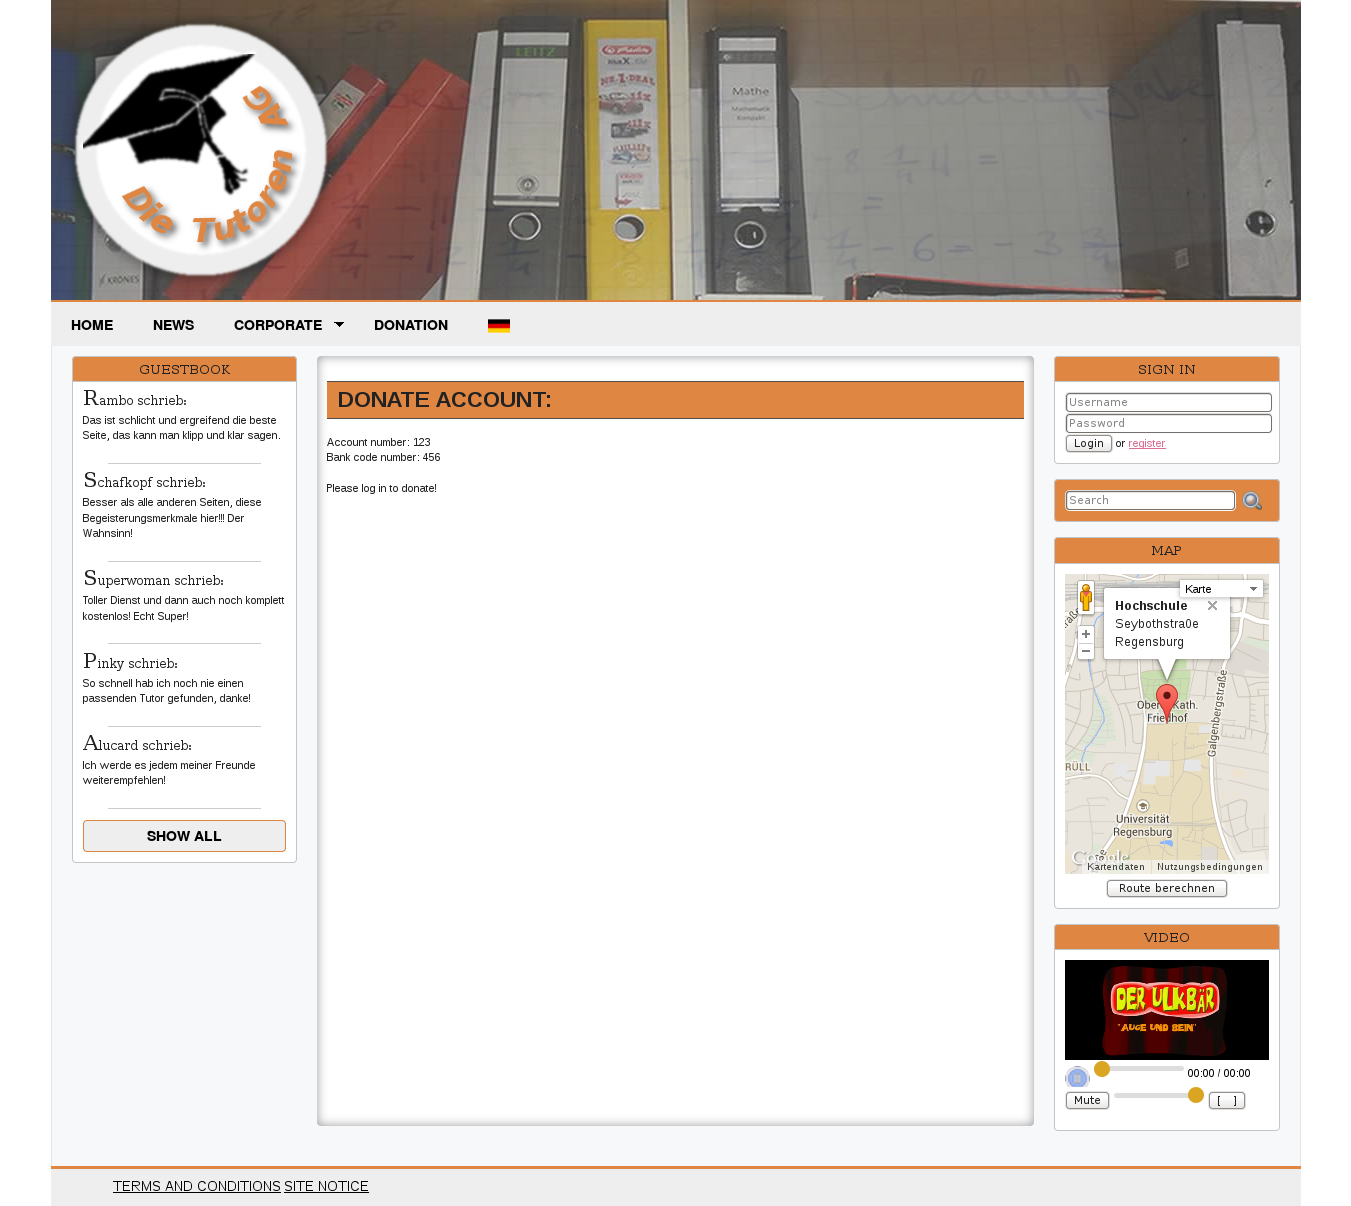 Die Tutoren AG
LEITZ
Mathe
Mathematik
Kompakt
KRONES
HOME NEWS CORPORATE DONATION
GUESTBOOK
Rambo schrieb:
Das ist schlicht und ergreifend die beste
Seite, das kann man klipp und klar sagen.
Schafkopf schrieb:
Besser als alle anderen Seiten, diese
Begeisterungsmerkmale hier!!! Der
Wahnsinn!
Superwoman schrieb:
Toller Dienst und dann auch noch komplett
kostenlos! Echt Super!
Pinky schrieb:
So schnell hab ich noch nie einen
passenden Tutor gefunden, danke!
Alucard schrieb:
Ich werde es jedem meiner Freunde
weiterempfehlen!
SHOW ALL
DONATE ACCOUNT:
Account number: 123
Bank code number: 456
Please log in to donate!
SIGN IN
Username
Password
Login or register
Search
MAP
Karte
Hochschule
Seybothstra0e
Regensburg
Kath.
Galgenbergstraße
RÜLL
Universität
Regensburg
Google
Kartendaten Nutzungsbedingungen
Route berechnen
VIDEO
DER ULKBÄR
"AUGE UND BEIN"
00:00 / 00:00
Mute [ ]
TERMS AND CONDITIONS SITE NOTICE